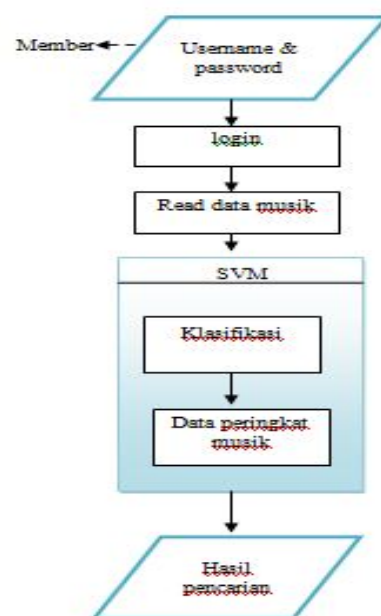 Member
Username &
password
login
Read data musik
SVM
Klasifikasi
Data peringkat
musik
Hasil
pencarian